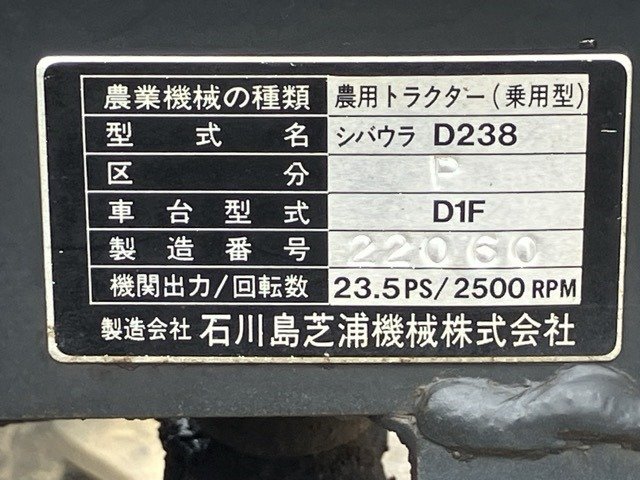 農業機械の種類 農用トラクター(乗用型)
型式名 シバウラ D238
区分 P
車台型式 D1F
製造番号 22060
機関出力/回転数 23.5PS/2500RPM
製造会社 石川島芝浦機械株式会社